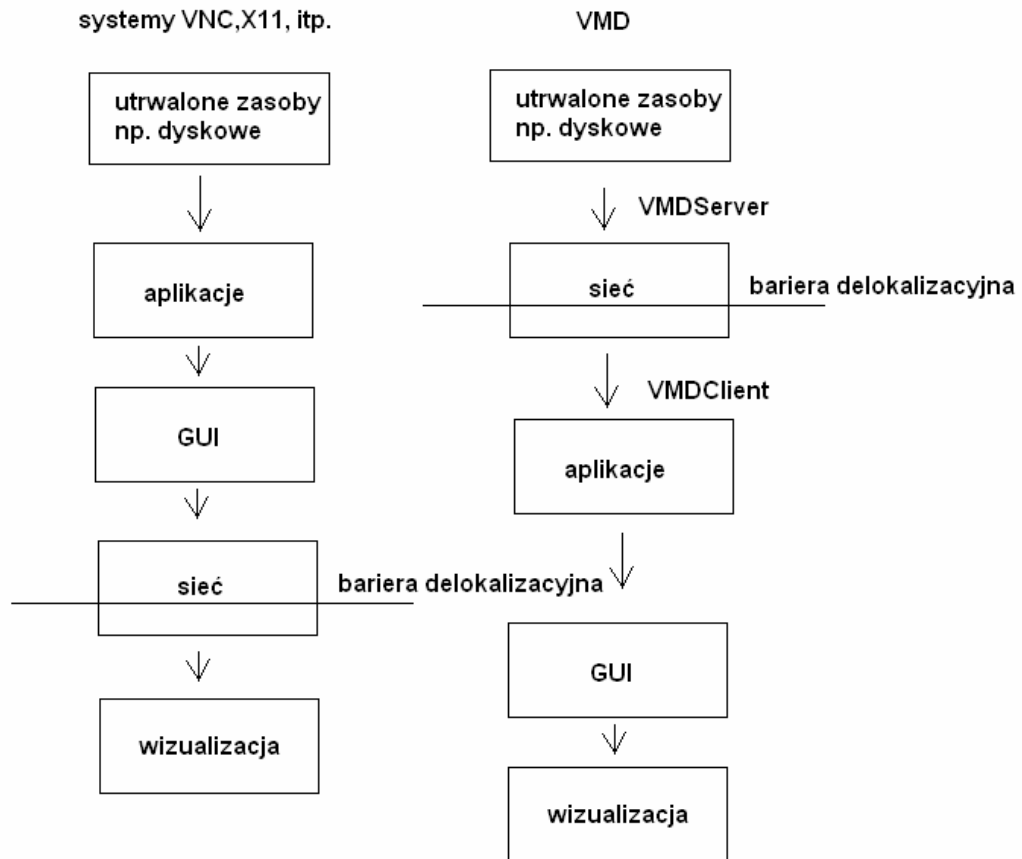 systemy VNC,X11, itp.
utrwalone zasoby
np. dyskowe
aplikacje
GUI
sieć
bariera delokalizacyjna
wizualizacja
VMD
utrwalone zasoby
np. dyskowe
VMDServer
sieć
bariera delokalizacyjna
VMDClient
aplikacje
GUI
wizualizacja